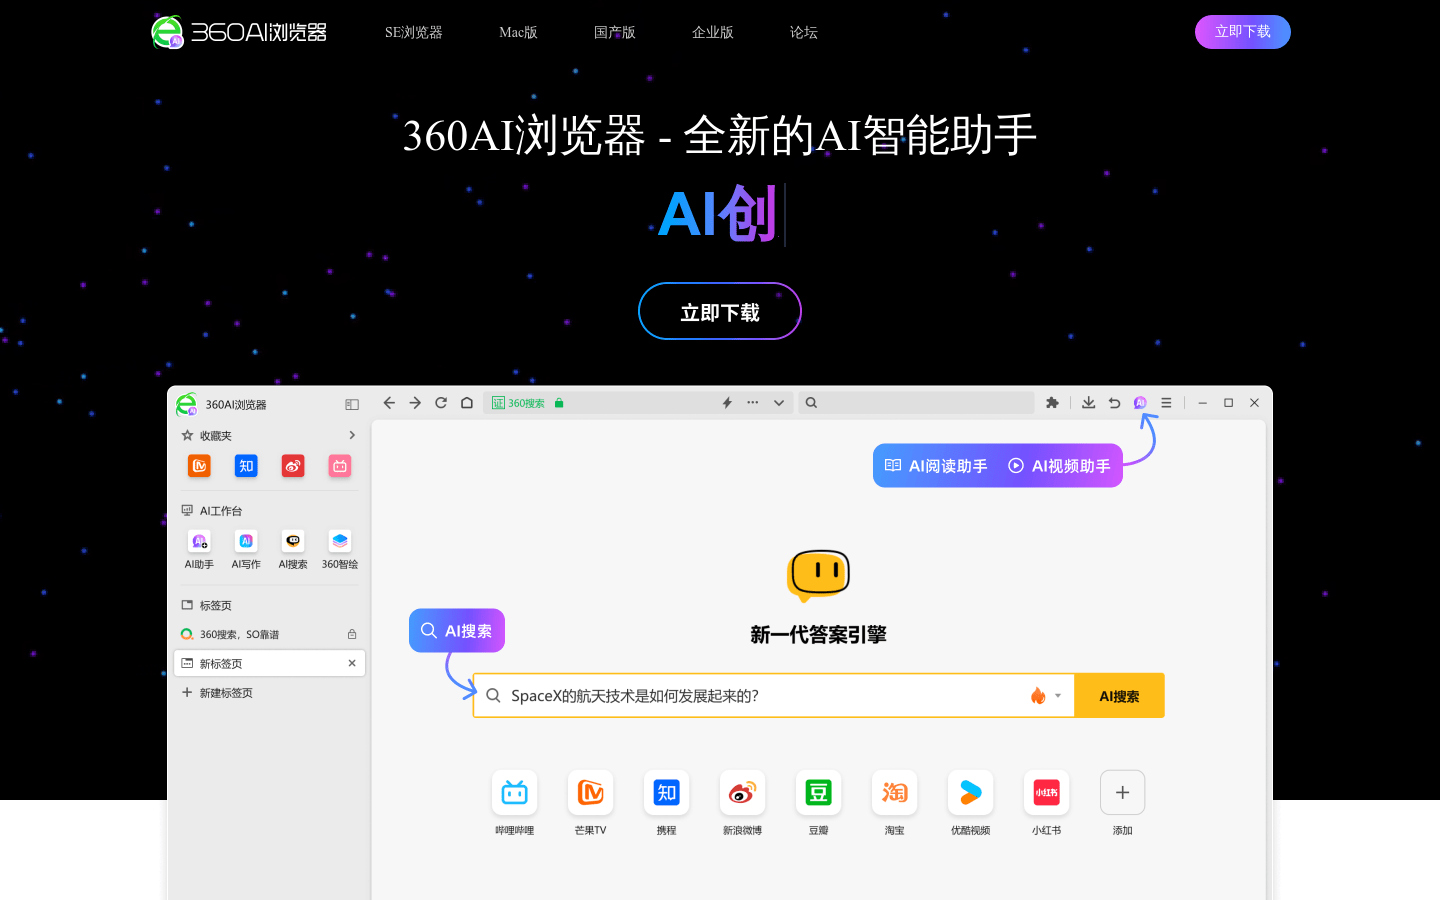 360AI浏览器 SE浏览器 Mac版 国产版 企业版 论坛 立即下载
360AI浏览器 - 全新的AI智能助手
AI创
立即下载
360AI浏览器
证 360搜索
收藏夹
知
AI阅读助手 AI视频助手
AI工作台
AI助手 AI写作 AI搜索 360智绘
标签页
360搜索，SO靠谱
新标签页
新建标签页
新一代答案引擎
AI搜索
SpaceX的航天技术是如何发展起来的? AI搜索
知 豆 淘 小红书
哔哩哔哩 芒果TV 携程 新浪微博 豆瓣 淘宝 优酷视频 小红书 添加